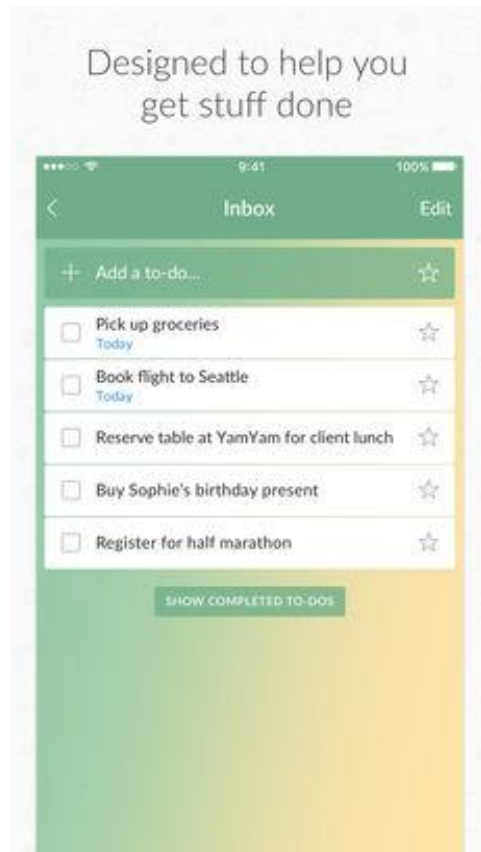 Designed to help you
get stuff done
9:41 100%
Inbox Edit
Add a to-do...
Pick up groceries
Today
Book flight to Seattle
Today
Reserve table at YamYam for client lunch
Buy Sophie's birthday present
Register for half marathon
SHOW COMPLETED TO-DOS